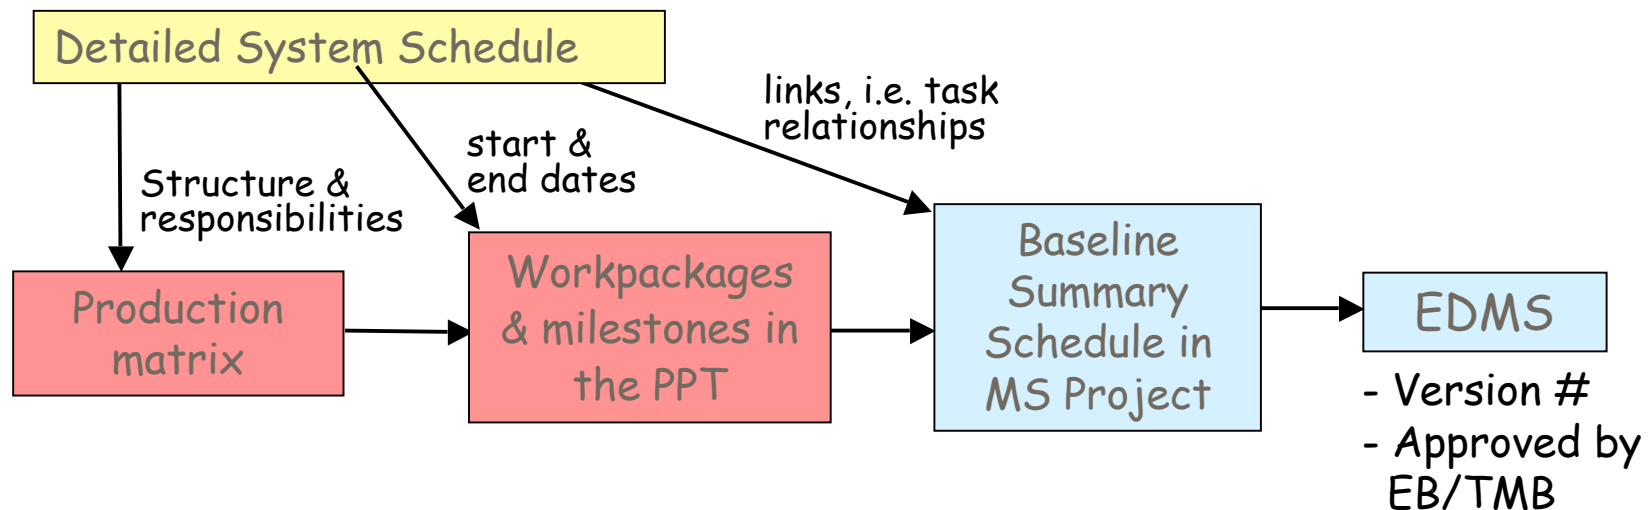 Detailed System Schedule
links, i.e. task
relationships
start &
end dates
Structure &
responsibilities
Production
matrix
Workpackages
& milestones in
the PPT
Baseline
Summary
Schedule in
MS Project
EDMS
- Version #
- Approved by
EB/TMB